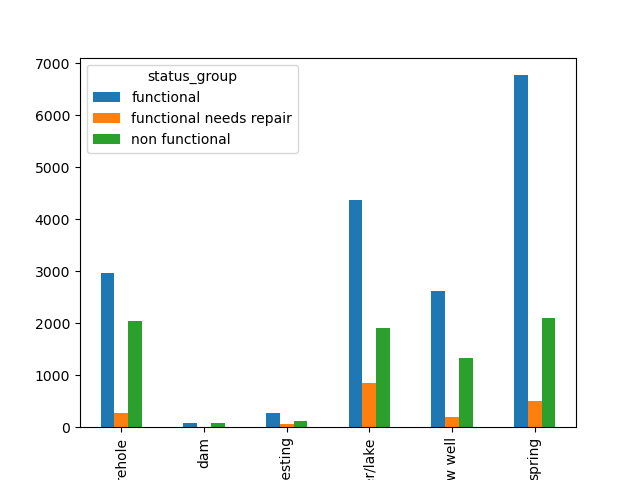 status_group
functional
functional needs repair
non functional
7000
6000
5000
4000
3000
2000
1000
0
rehole
dam
esting
r/lake
w well
spring